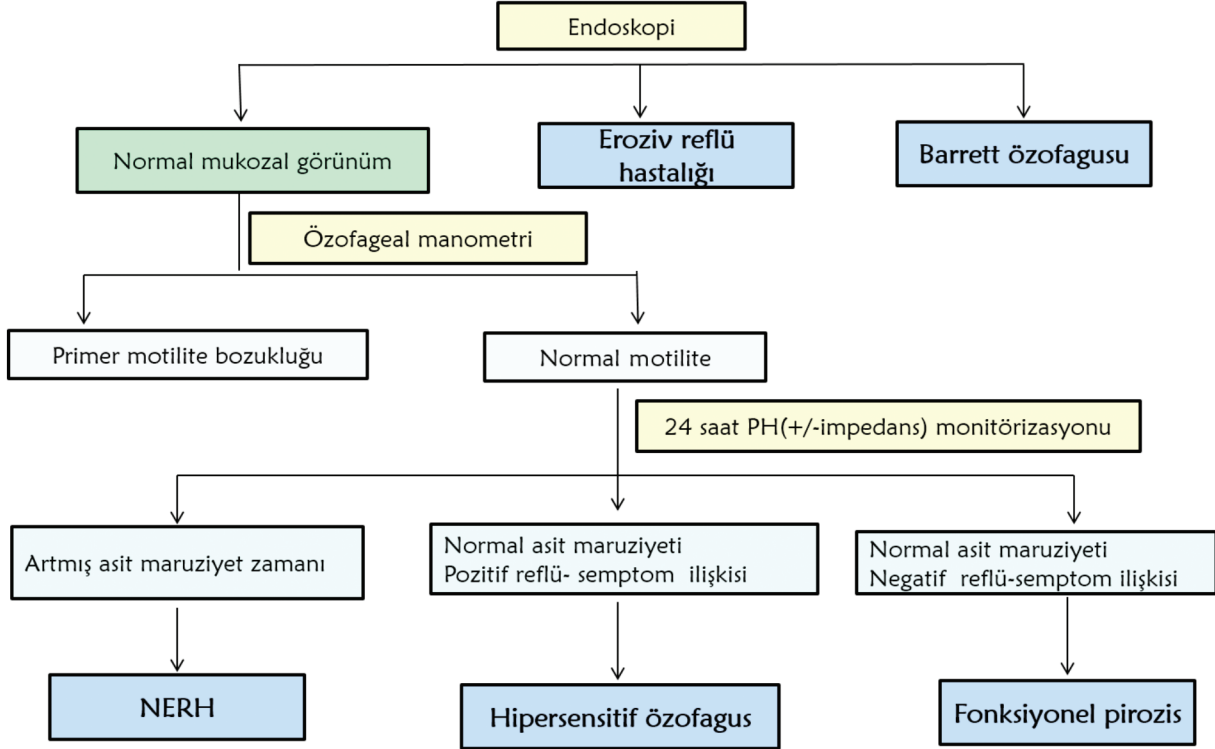 Endoskopi
Normal mukozal görünüm
Eroziv reflü
hastalığı
Barrett özofagusu
Özofageal manometri
Primer motilite bozukluğu
Normal motilite
24 saat PH(+/-impedans) monitörizasyonu
Artmış asit maruziyet zamanı
Normal asit maruziyeti
Pozitif reflü- semptom ilişkisi
Normal asit maruziyeti
Negatif reflü-semptom ilişkisi
NERH
Hipersensitif özofagus
Fonksiyonel pirozis